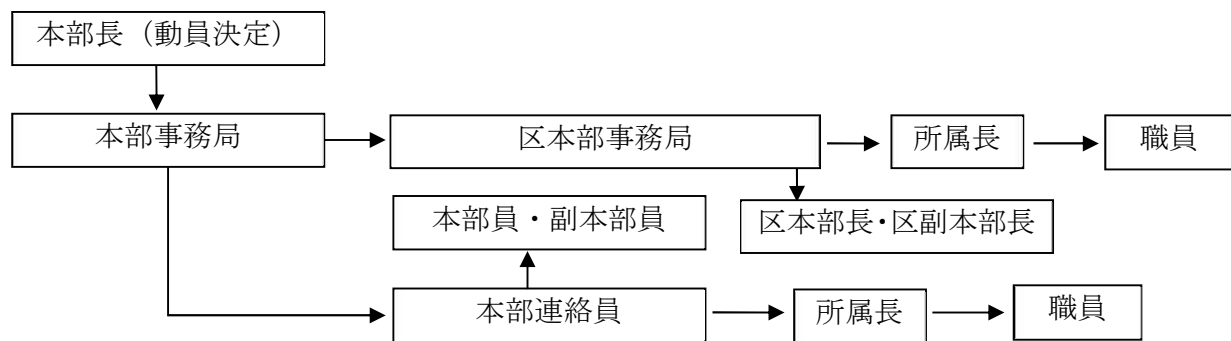 本部長（動員決定）
本部事務局
区本部事務局
所属長
職員
本部員・副本部員
区本部長・区副本部長
本部連絡員
所属長
職員